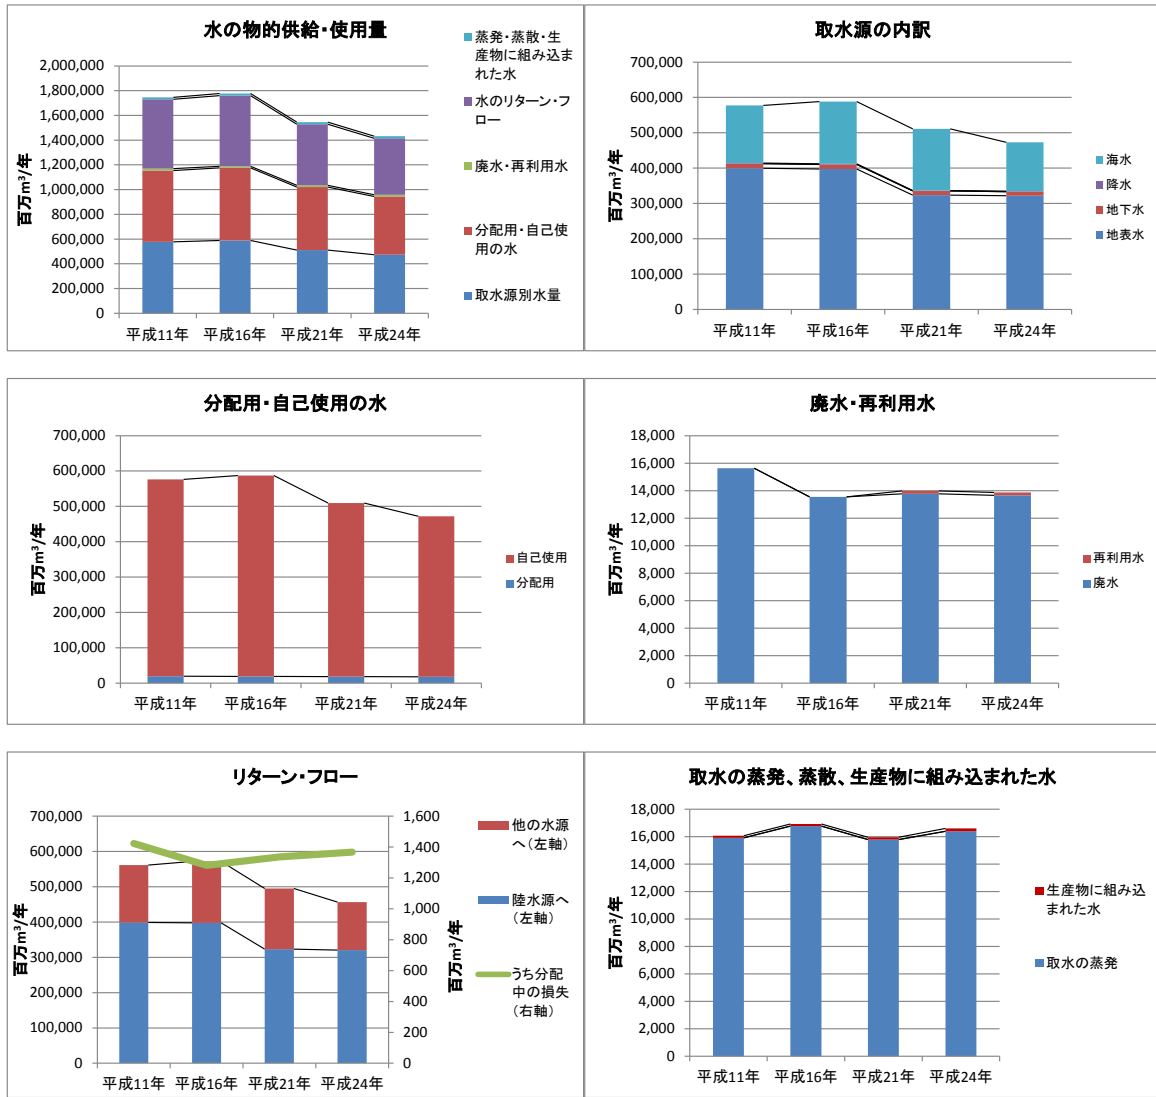 水の物的供給・使用量
百万m³/年
2,000,000
1,800,000
1,600,000
1,400,000
1,200,000
1,000,000
800,000
600,000
400,000
200,000
0
平成11年 平成16年 平成21年 平成24年
蒸発・蒸散・生
産物に組み込ま
れた水
水のリターン・フ
ロー
廃水・再利用水
分配用・自己使
用の水
取水源別水量
取水源の内訳
百万m³/年
700,000
600,000
500,000
400,000
300,000
200,000
100,000
0
平成11年 平成16年 平成21年 平成24年
海水
降水
地下水
地表水
分配用・自己使用の水
百万m³/年
700,000
600,000
500,000
400,000
300,000
200,000
100,000
0
平成11年 平成16年 平成21年 平成24年
自己使用
分配用
廃水・再利用水
百万m³/年
18,000
16,000
14,000
12,000
10,000
8,000
6,000
4,000
2,000
0
平成11年 平成16年 平成21年 平成24年
再利用水
廃水
リターン・フロー
百万m³/年
700,000
600,000
500,000
400,000
300,000
200,000
100,000
0
平成11年 平成16年 平成21年 平成24年
1,600
1,400
1,200
1,000
800
600
400
200
0
百万m³/年
他の水源
へ(左軸)
陸水源へ
(左軸)
うち分配
中の損失
(右軸)
取水の蒸発、蒸散、生産物に組み込まれた水
百万m³/年
18,000
16,000
14,000
12,000
10,000
8,000
6,000
4,000
2,000
0
平成11年 平成16年 平成21年 平成24年
生産物に組み込
まれた水
取水の蒸発